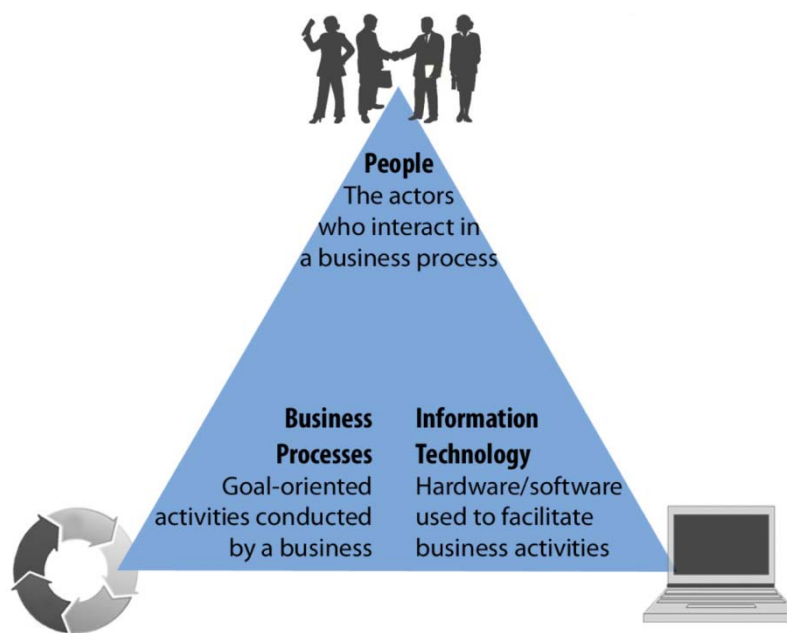 People
The actors
who interact in
a business process
Business
Processes
Goal-oriented
activities conducted
by a business
Information
Technology
Hardware/software
used to facilitate
business activities